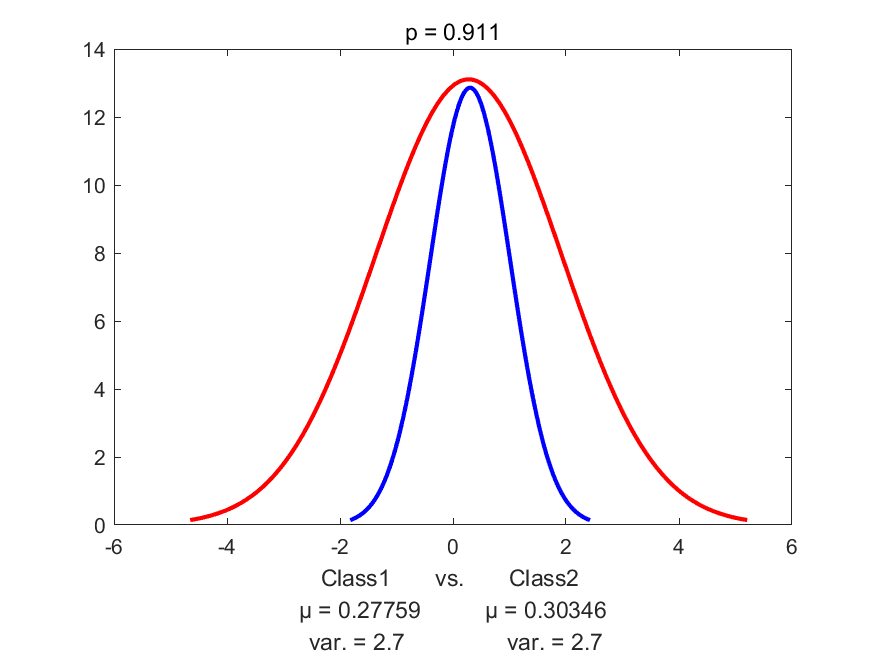 p = 0.911
14
12
10
8
6
4
2
0
-6 -4 -2 0 2 4 6
Class1 vs. Class2
μ = 0.27759 μ = 0.30346
var. = 2.7 var. = 2.7